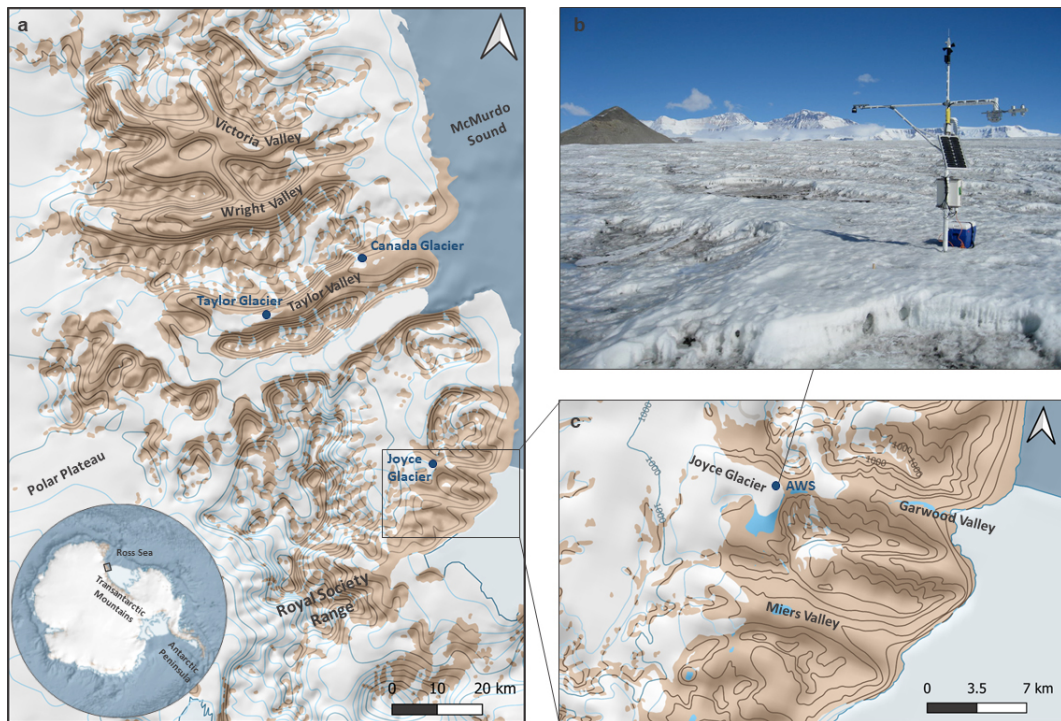 a
McMurdo
Sound
Victoria Valley
Wright Valley
Canada Glacier
Taylor Glacier
Taylor Valley
Joyce
Glacier
Polar Plateau
Royal Society
Range
Ross Sea
Transantarctic
Mountains
Antarctic
Peninsula
0 10 20 km
b
c
1000
1000
1000
1000
Joyce Glacier
AWS
Garwood Valley
Miers Valley
0 3.5 7 km